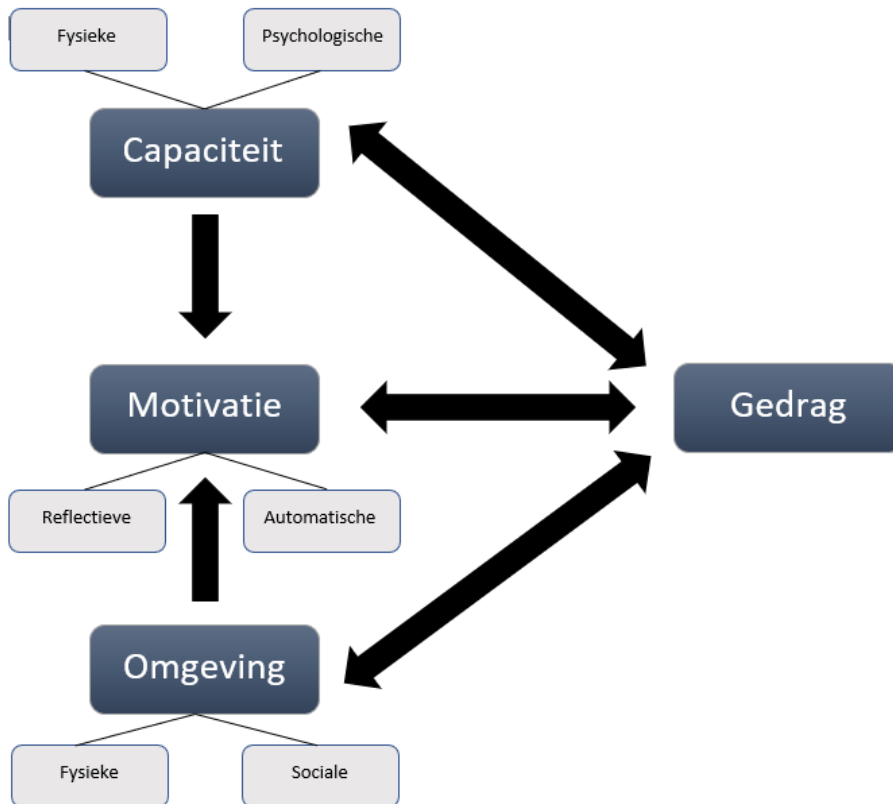 Fysieke
Psychologische
Capaciteit
Motivatie
Gedrag
Reflectieve
Automatische
Omgeving
Fysieke
Sociale